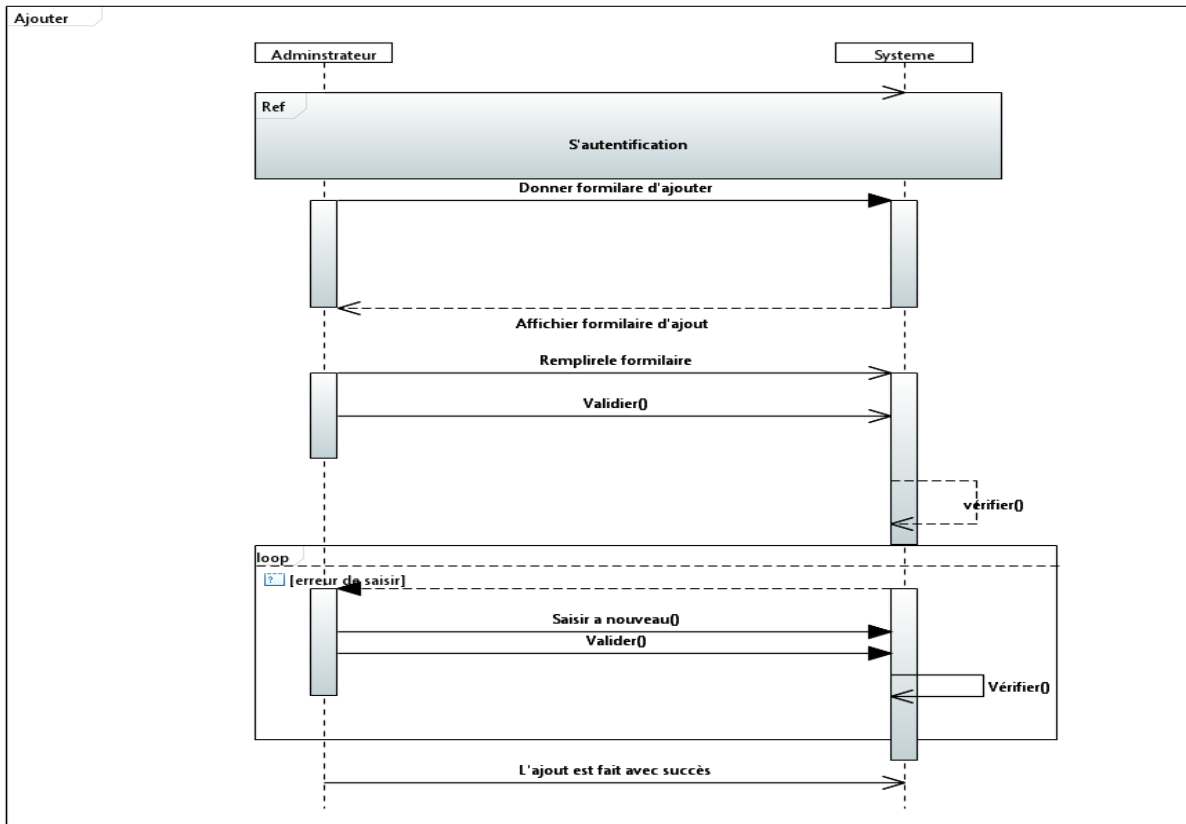 Ajouter
Adminstrateur
Systeme
Ref
S'autentification
Donner formilare d'ajouter
Affichier formilaire d'ajout
Remplirele formilaire
Validier()
vérifier()
loop
? [erreur de saisir]
Saisir a nouveau()
Valider()
Vérifier()
L'ajout est fait avec succès